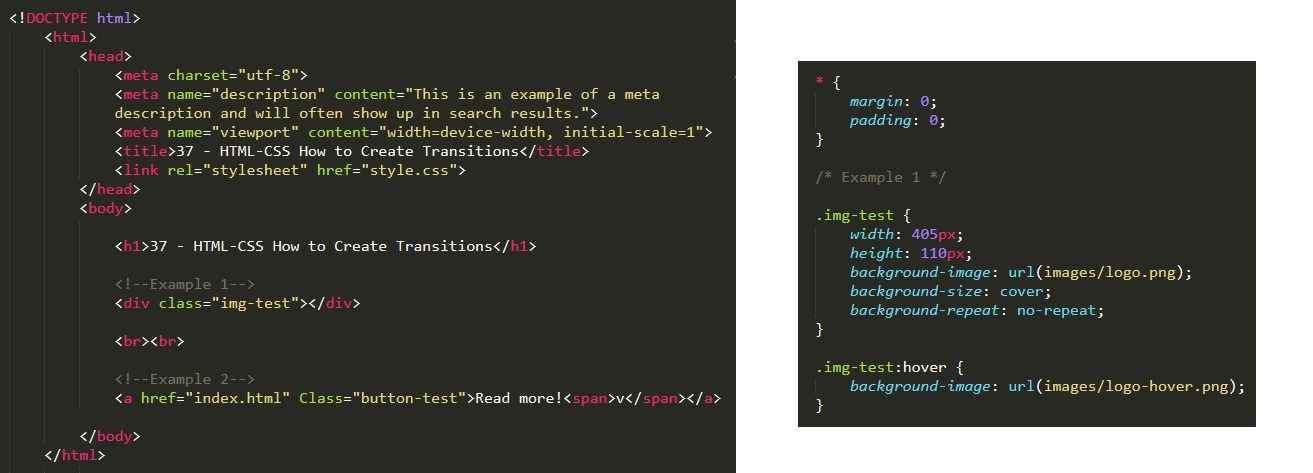 <!DOCTYPE html>
<html>
<head>
<meta charset="utf-8">
<meta name="description" content="This is an example of a meta
description and will often show up in search results.">
<meta name="viewport" content="width=device-width, initial-scale=1">
<title>37 - HTML-CSS How to Create Transitions</title>
<link rel="stylesheet" href="style.css">
</head>
<body>
<h1>37 - HTML-CSS How to Create Transitions</h1>
<!--Example 1-->
<div class="img-test"></div>
<br><br>
<!--Example 2-->
<a href="index.html" Class="button-test">Read more!<span>v</span></a>
</body>
</html>
* {
margin: 0;
padding: 0;
}
/* Example 1 */
.img-test {
width: 405px;
height: 110px;
background-image: url(images/logo.png);
background-size: cover;
background-repeat: no-repeat;
}
.img-test:hover {
background-image: url(images/logo-hover.png);
}